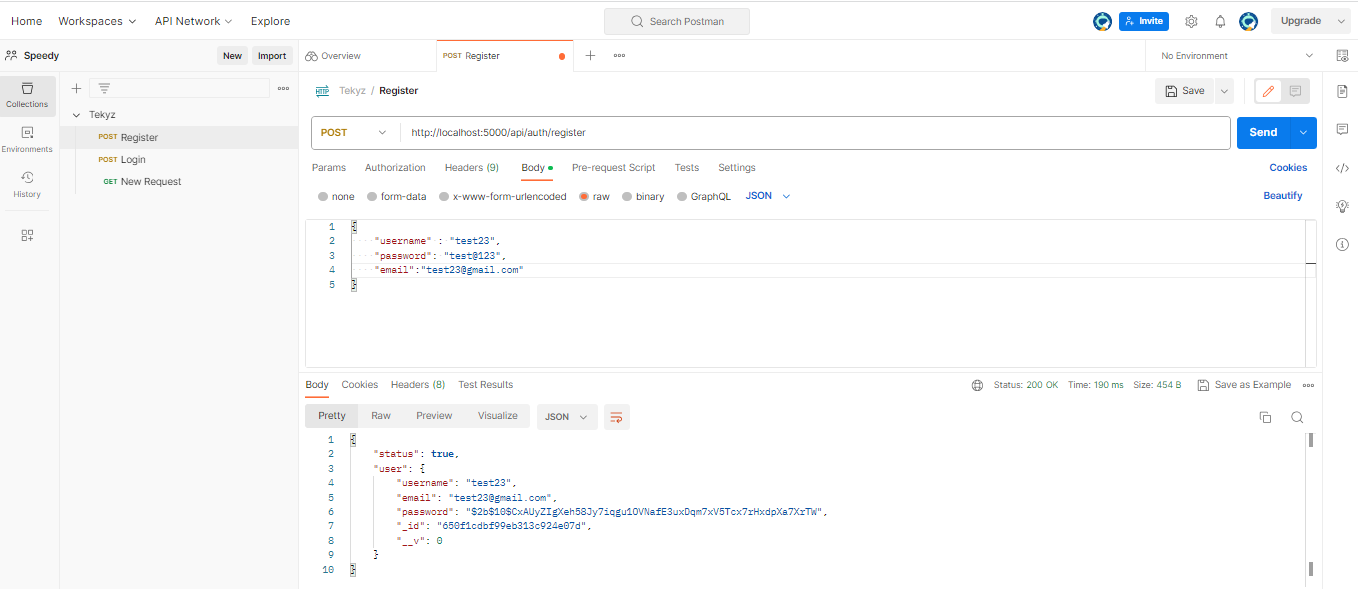 Home Workspaces API Network Explore Search Postman Invite Upgrade
Speedy New Import Overview POST Register No Environment
Collections
Environments
History
Tekyz
POST Register
POST Login
GET New Request
HTTP Tekyz / Register Save
POST http://localhost:5000/api/auth/register Send
Params Authorization Headers (9) Body Pre-request Script Tests Settings Cookies
none form-data x-www-form-urlencoded raw binary GraphQL JSON Beautify
1 {
2 "username" : "test23",
3 "password": "test@123",
4 "email":"test23@gmail.com"
5 }
Body Cookies Headers (8) Test Results Status: 200 OK Time: 190 ms Size: 454 B Save as Example
Pretty Raw Preview Visualize JSON
1 {
2 "status": true,
3 "user": {
4 "username": "test23",
5 "email": "test23@gmail.com",
6 "password": "$2b$10$CxAUyZIgXeh58Jy7iqgu1OVNafE3uxDqm7xV5Tcx7rHxdpXa7XrTW",
7 "_id": "650f1cdbf99eb313c924e07d",
8 "__v": 0
9 }
10 }